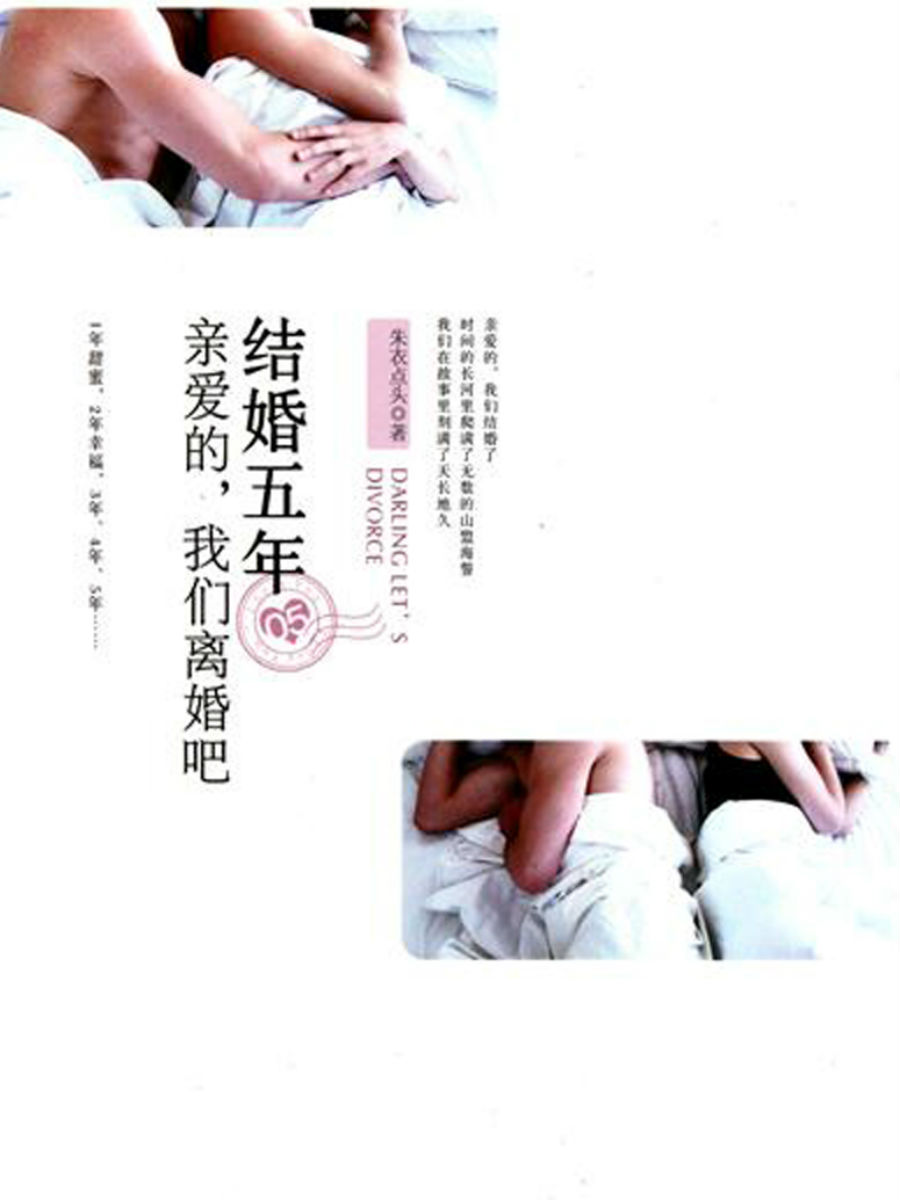 亲爱的，我们结婚了
时间的长河里爬满了无数的山盟海誓
我们在故事里刻满了天长地久
朱衣点头◎著
DARLING LET'S
DIVORCE
结婚五年
05
亲爱的，我们离婚吧
1年甜蜜，2年幸福，3年、4年、5年……